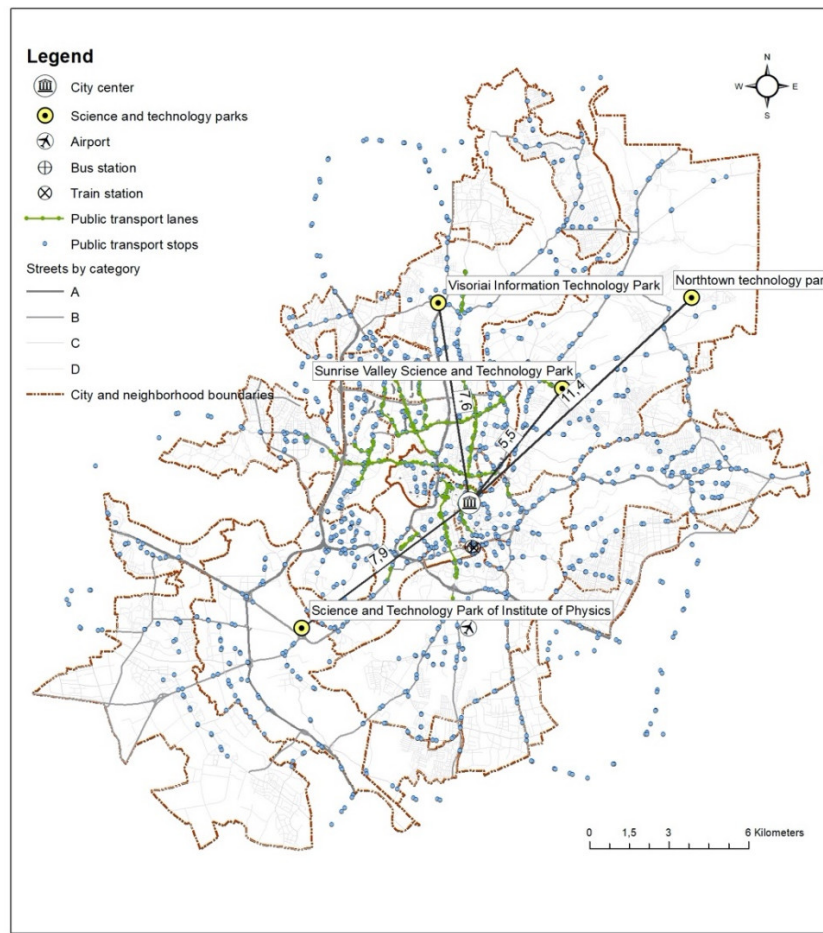 Legend
City center
Science and technology parks
Airport
Bus station
Train station
Public transport lanes
Public transport stops
Streets by category
A
B
C
D
City and neighborhood boundaries
N
W E
S
Visoriai Information Technology Park
Northtown technology par
Sunrise Valley Science and Technology Park
7,6
5,5
11,4
7,9
Science and Technology Park of Institute of Physics
0 1,5 3 6 Kilometers